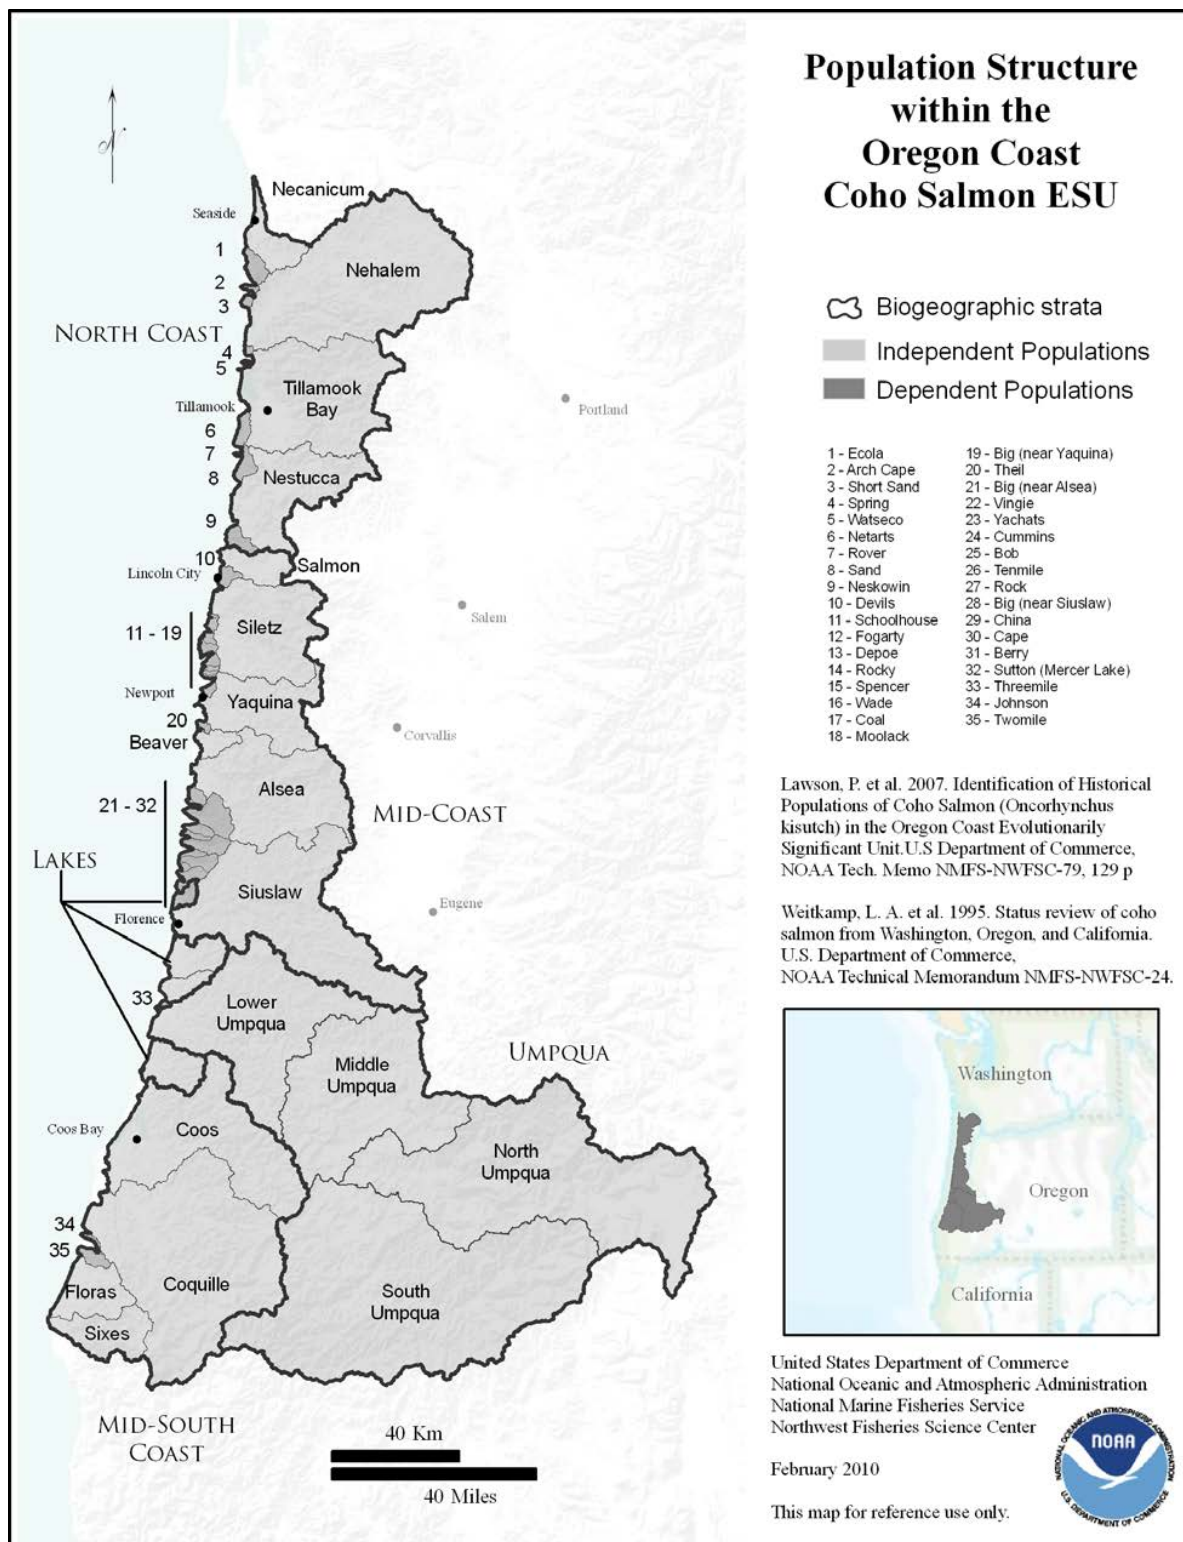 Population Structure
within the
Oregon Coast
Coho Salmon ESU
Biogeographic strata
Independent Populations
Dependent Populations
1 - Ecola
2 - Arch Cape
3 - Short Sand
4 - Spring
5 - Watseco
6 - Netarts
7 - Rover
8 - Sand
9 - Neskowin
10 - Devils
11 - Schoolhouse
12 - Fogarty
13 - Depoe
14 - Rocky
15 - Spencer
16 - Wade
17 - Coal
18 - Moolack
19 - Big (near Yaquina)
20 - Theil
21 - Big (near Alsea)
22 - Vingie
23 - Yachats
24 - Cummins
25 - Bob
26 - Tenmile
27 - Rock
28 - Big (near Siuslaw)
29 - China
30 - Cape
31 - Berry
32 - Sutton (Mercer Lake)
33 - Threemile
34 - Johnson
35 - Twomile
Lawson, P. et al. 2007. Identification of Historical
Populations of Coho Salmon (Oncorhynchus
kisutch) in the Oregon Coast Evolutionarily
Significant Unit.U.S Department of Commerce,
NOAA Tech. Memo NMFS-NWFSC-79, 129 p
Weitkamp, L. A. et al. 1995. Status review of coho
salmon from Washington, Oregon, and California.
U.S. Department of Commerce,
NOAA Technical Memorandum NMFS-NWFSC-24.
Washington
Oregon
California
United States Department of Commerce
National Oceanic and Atmospheric Administration
National Marine Fisheries Service
Northwest Fisheries Science Center
February 2010
This map for reference use only.
NOAA
NATIONAL OCEANIC AND ATMOSPHERIC ADMINISTRATION
U.S. DEPARTMENT OF COMMERCE
N
Necanicum
Seaside
1
Nehalem
2
3
NORTH COAST
4
5
Tillamook
Bay
Tillamook
Portland
6
7
Nestucca
8
9
10
Salmon
Lincoln City
Salem
Siletz
11 - 19
Newport
Yaquina
20
Beaver
Corvallis
Alsea
21 - 32
MID-COAST
LAKES
Siuslaw
Florence
Eugene
33
Lower
Umpqua
Middle
Umpqua
UMPQUA
Coos Bay
Coos
North
Umpqua
34
35
Floras
Coquille
South
Umpqua
Sixes
MID-SOUTH
COAST
40 Km
40 Miles